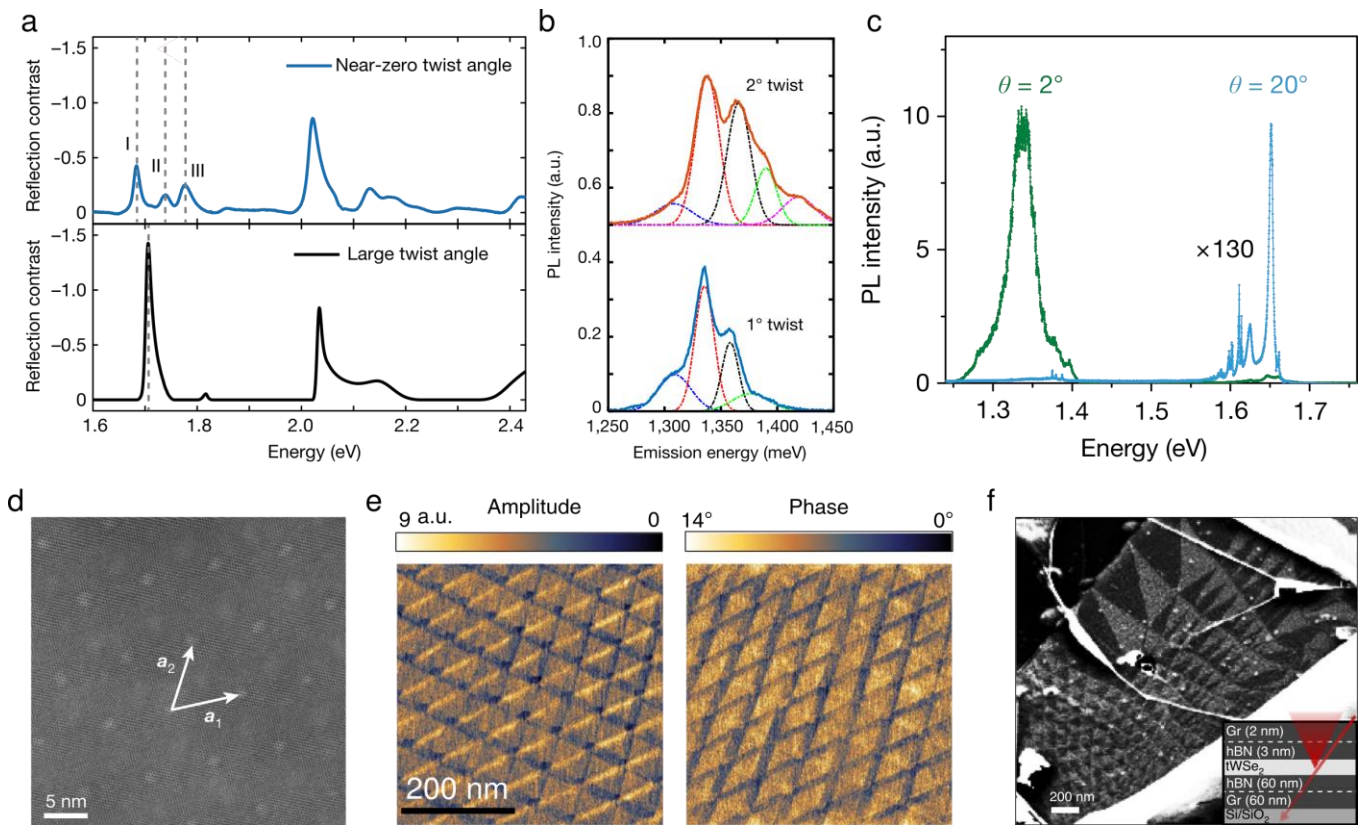 a
Reflection contrast
-1.5
-1.0
-0.5
0
I
II
III
Near-zero twist angle
Reflection contrast
-1.5
-1.0
-0.5
0
Large twist angle
1.6 1.8 2.0 2.2 2.4
Energy (eV)
b
PL intensity (a.u.)
1.0
0.8
0.6
0.4
0.2
0
2° twist
1° twist
1,250 1,300 1,350 1,400 1,450
Emission energy (meV)
c
PL intensity (a.u.)
10
5
0
θ = 2°
θ = 20°
×130
1.3 1.4 1.5 1.6 1.7
Energy (eV)
d
a2
a1
5 nm
e
Amplitude
9 a.u. 0
Phase
14° 0°
200 nm
f
Gr (2 nm)
hBN (3 nm)
tWSe2
hBN (60 nm)
Gr (60 nm)
Si/SiO2
200 nm